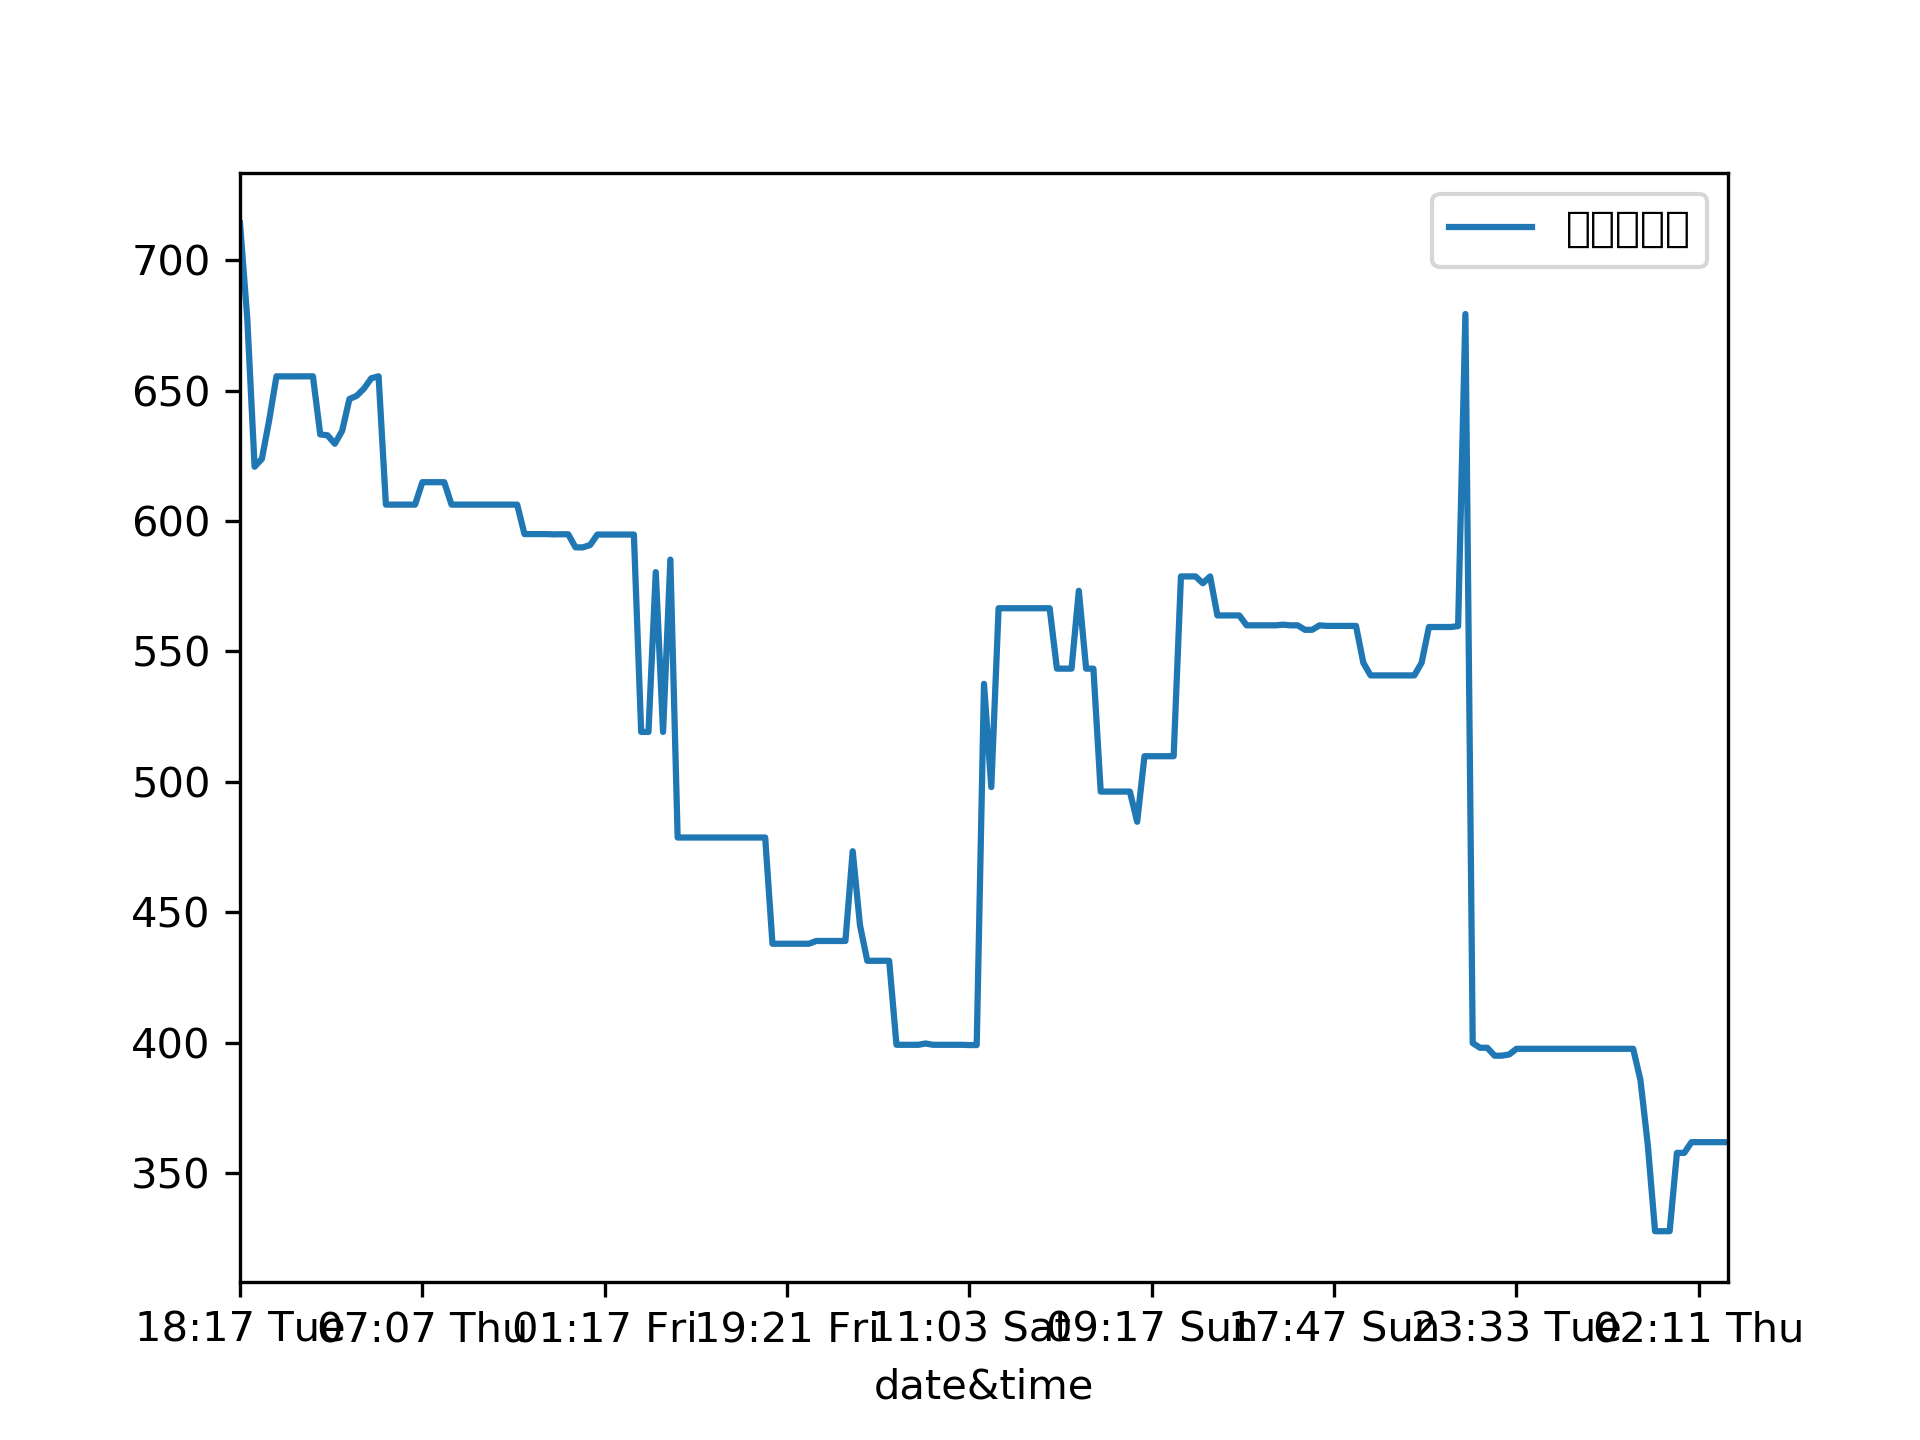 700
650
600
550
500
450
400
350
18:17 Tue
07:07 Thu
01:17 Fri
19:21 Fri
11:03 Sat
09:17 Sun
17:47 Sun
23:33 Tue
02:11 Thu
date&time